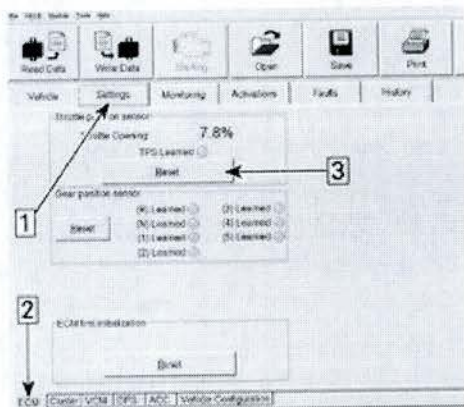 Read Data Write Data Open Save Print
Vehicle Settings Monitoring Activations Faults History
Throttle position sensor
Throttle Opening: 7.8%
TPS Learned
Reset
3
Gear position sensor
1
(R) Learned (3) Learned
Reset (N) Learned (4) Learned
(1) Learned (5) Learned
(2) Learned
2
ECM first initialization
Reset
ECM Cluster VCM DPS ACC Vehicle Configuration